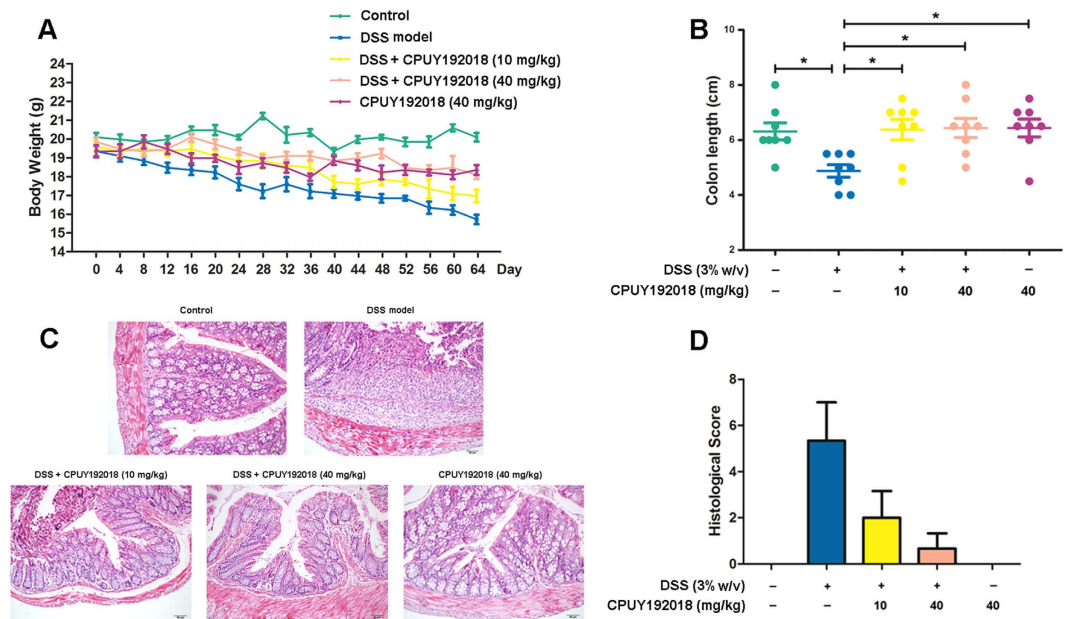 A
Control
DSS model
DSS + CPUY192018 (10 mg/kg)
DSS + CPUY192018 (40 mg/kg)
CPUY192018 (40 mg/kg)
Body Weight (g)
24
23
22
21
20
19
18
17
16
15
14
0 4 8 12 16 20 24 28 32 36 40 44 48 52 56 60 64 Day
B
* * * *
Colon length (cm)
10
8
6
4
2
DSS (3% w/v) – + + + –
CPUY192018 (mg/kg) – – 10 40 40
C
Control
DSS model
DSS + CPUY192018 (10 mg/kg)
DSS + CPUY192018 (40 mg/kg)
CPUY192018 (40 mg/kg)
D
Histological Score
8
6
4
2
0
DSS (3% w/v) – + + + –
CPUY192018 (mg/kg) – – 10 40 40